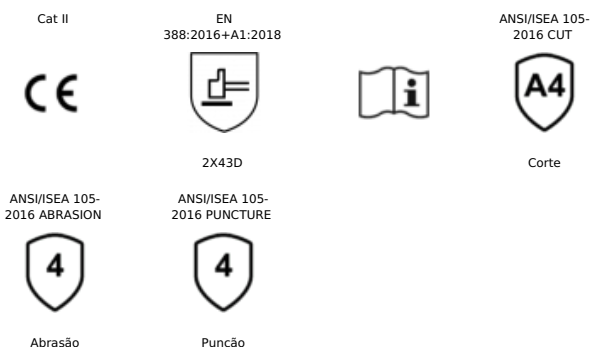 Cat II
EN
388:2016+A1:2018
ANSI/ISEA 105-
2016 CUT
CE
i
A4
2X43D
Corte
ANSI/ISEA 105-
2016 ABRASION
ANSI/ISEA 105-
2016 PUNCTURE
4
4
Abrasão
Punção